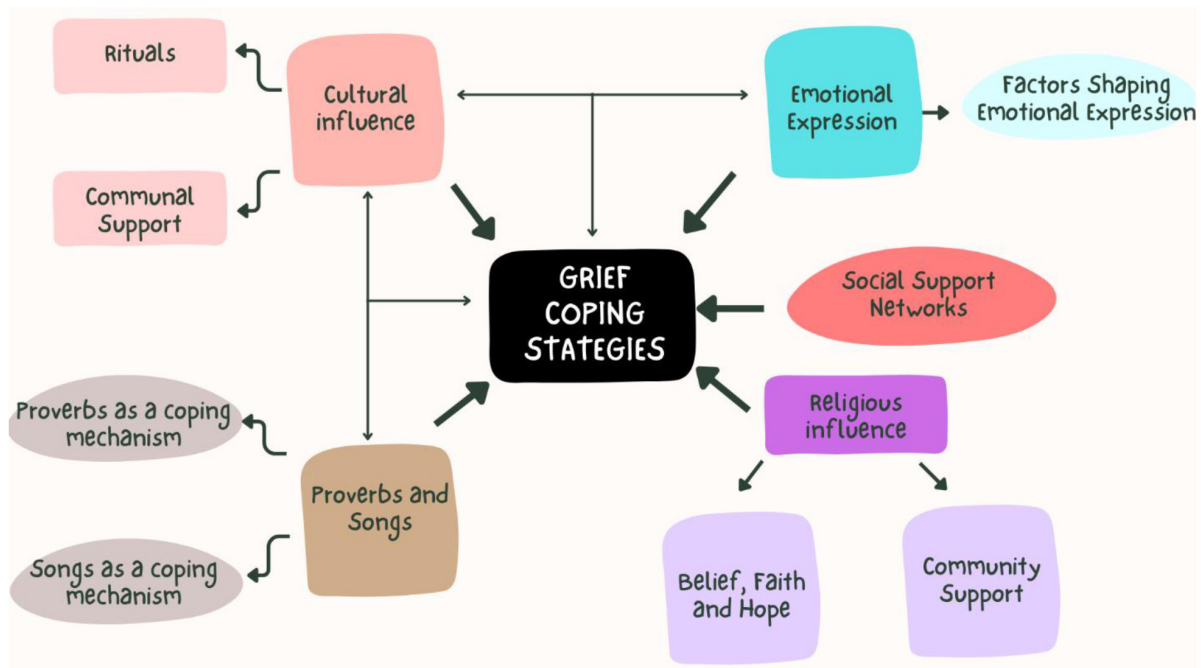 Rituals
Cultural
influence
Emotional
Expression
Factors Shaping
Emotional Expression
Communal
Support
GRIEF
COPING
STATEGIES
Social Support
Networks
Proverbs as a coping
mechanism
Religious
influence
Proverbs and
Songs
Songs as a coping
mechanism
Belief, Faith
and Hope
Community
Support